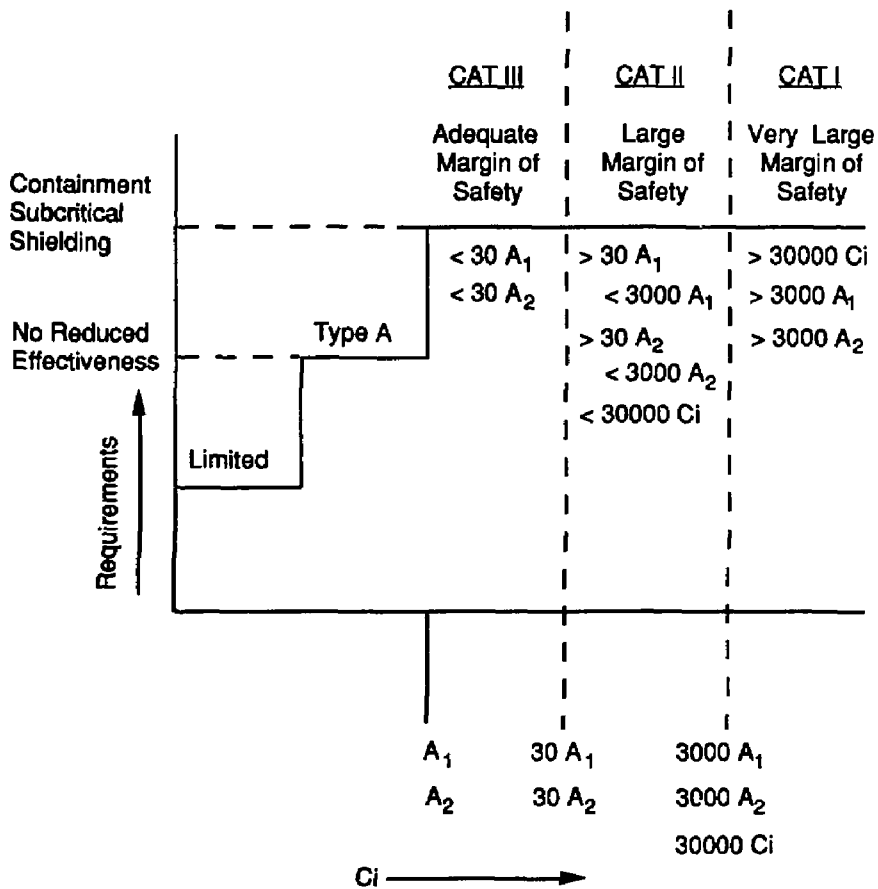 CAT III
CAT II
CAT I
Adequate
Margin of
Safety
Large
Margin of
Safety
Very Large
Margin of
Safety
Containment
Subcritical
Shielding
< 30 A1
< 30 A2
> 30 A1
< 3000 A1
> 30 A2
< 3000 A2
< 30000 Ci
> 30000 Ci
> 3000 A1
> 3000 A2
No Reduced
Effectiveness
Type A
Limited
Requirements
A1
30 A1
3000 A1
A2
30 A2
3000 A2
30000 Ci
Ci